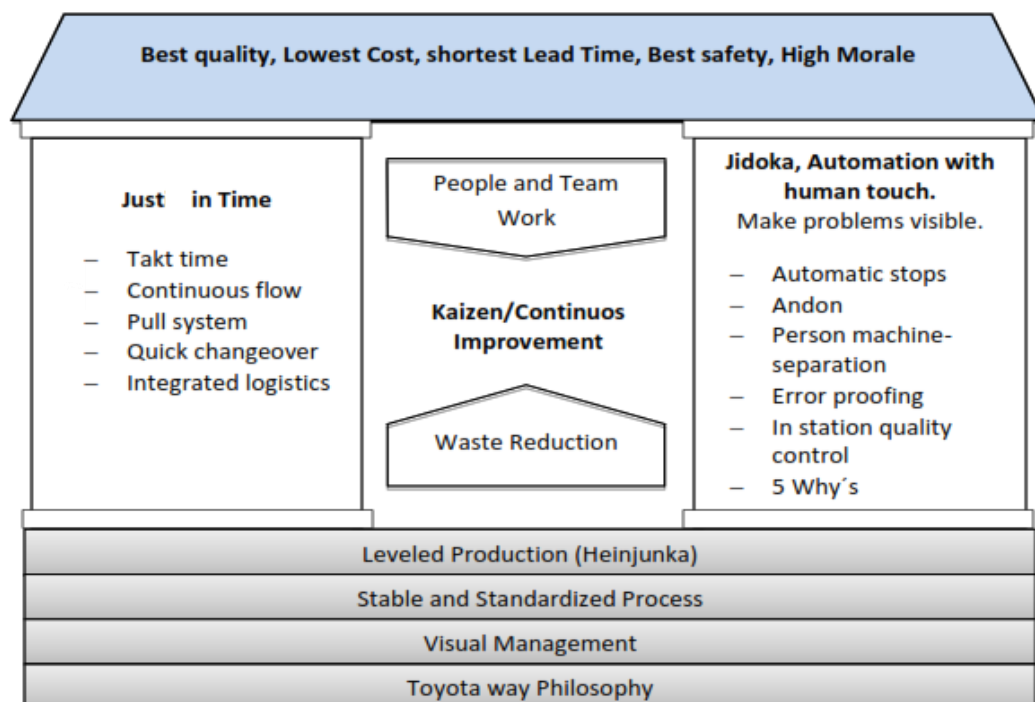 Best quality, Lowest Cost, shortest Lead Time, Best safety, High Morale
Just in Time
– Takt time
– Continuous flow
– Pull system
– Quick changeover
– Integrated logistics
People and Team
Work
Kaizen/Continuos
Improvement
Waste Reduction
Jidoka, Automation with
human touch.
Make problems visible.
– Automatic stops
– Andon
– Person machine-
separation
– Error proofing
– In station quality
control
– 5 Why´s
Leveled Production (Heinjunka)
Stable and Standardized Process
Visual Management
Toyota way Philosophy